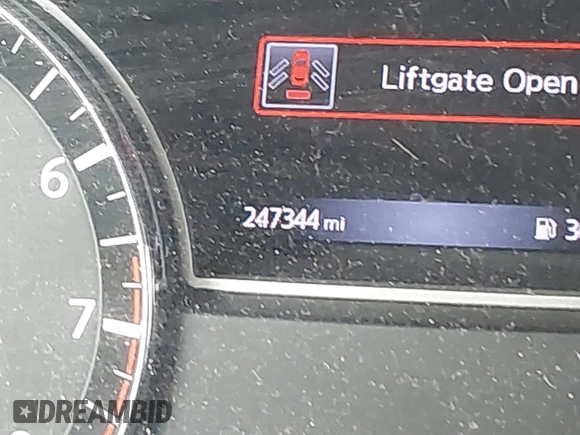 Liftgate Open
6
247344 mi
7
DREAMBID